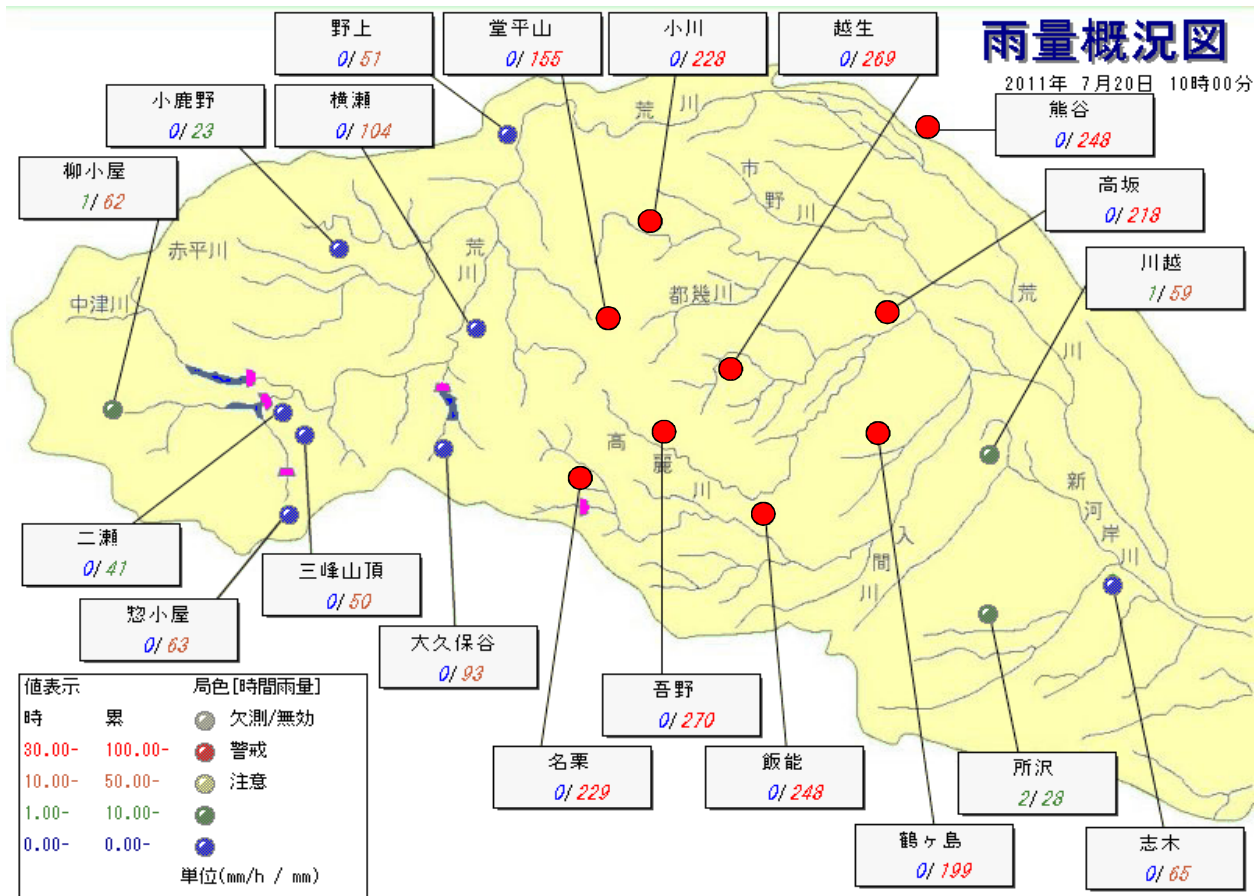 雨量概況図
2011年 7月20日 10時00分
野上
0/ 51
堂平山
0/ 155
小川
0/ 228
越生
0/ 269
熊谷
0/ 248
小鹿野
0/ 23
横瀬
0/ 104
柳小屋
1/ 62
高坂
0/ 218
川越
1/ 59
荒川
市野川
赤平川
荒川
都幾川
荒川
中津川
高麗川
新河岸川
入間川
二瀬
0/ 41
三峰山頂
0/ 50
惣小屋
0/ 63
大久保谷
0/ 93
吾野
0/ 270
名栗
0/ 229
飯能
0/ 248
所沢
2/ 28
鶴ヶ島
0/ 199
志木
0/ 65
値表示 局色[時間雨量]
時 累 欠測/無効
30.00- 100.00- 警戒
10.00- 50.00- 注意
1.00- 10.00-
0.00- 0.00-
単位(mm/h / mm)